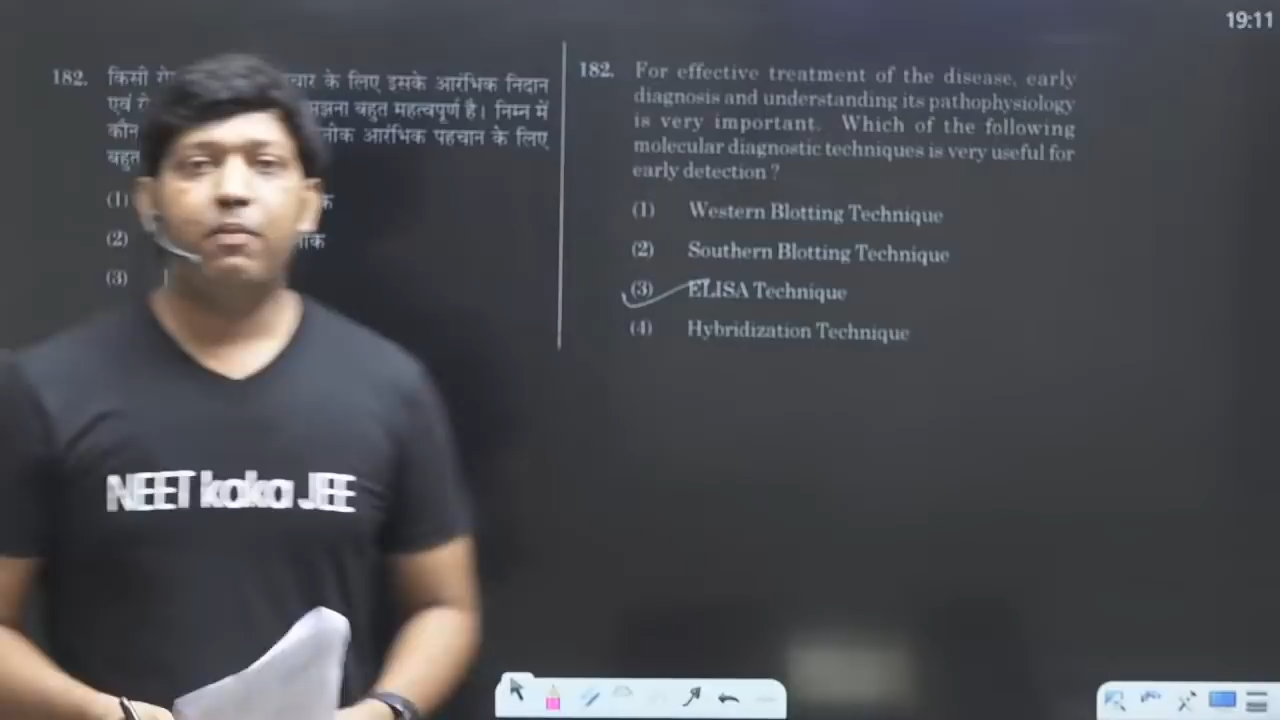 19:11
182. किसी चार के लिए इसके आरंभिक निदान
एवं मझना बहुत महत्वपूर्ण है। निम्न में
कौन नीक आरंभिक पहचान के लिए
बहुत
(1)
(2)
(3)
182. For effective treatment of the disease, early
diagnosis and understanding its pathophysiology
is very important. Which of the following
molecular diagnostic techniques is very useful for
early detection ?
(1) Western Blotting Technique
(2) Southern Blotting Technique
(3) ELISA Technique
(4) Hybridization Technique
NEET kaka JEE